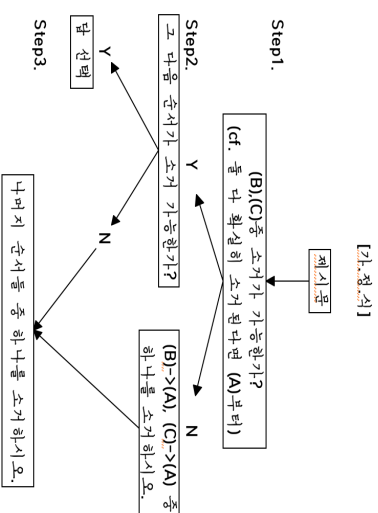 [가.정.식]
제시문
Step1.
(B),(C)중 소거가 가능한가?
(cf. 둘 다 확실히 소거된다면 (A)부터)
Y
N
Step2.
그 다음 순서가 소거 가능한가?
(B)->(A), (C)->(A) 중
하나를 소거하시오.
Y
N
Step3.
답 선택
나머지 순서들 중 하나를 소거하시오.